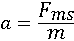 a = F_ms / m